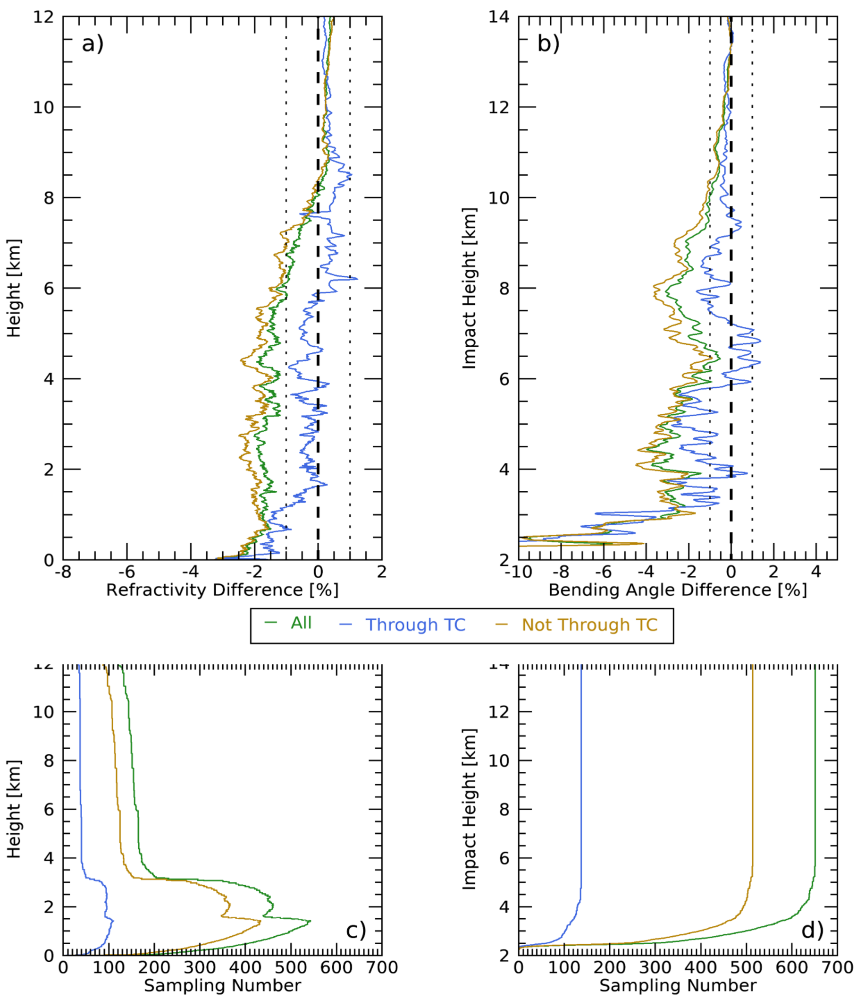 a)
12
10
8
6
4
2
0
Height [km]
-8 -6 -4 -2 0 2
Refractivity Difference [%]
b)
14
12
10
8
6
4
2
Impact Height [km]
-10 -8 -6 -4 -2 0 2 4
Bending Angle Difference [%]
All Through TC Not Through TC
12
10
8
6
4
2
0
Height [km]
c)
0 100 200 300 400 500 600 700
Sampling Number
14
12
10
8
6
4
2
Impact Height [km]
d)
0 100 200 300 400 500 600 700
Sampling Number